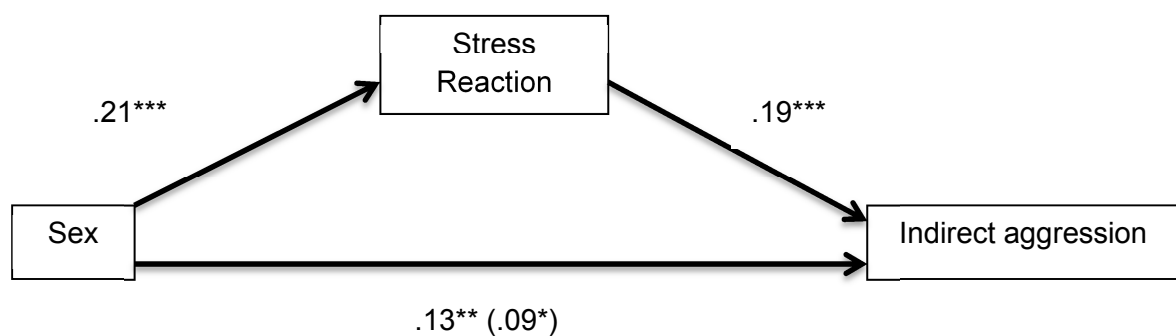 Stress
Reaction
.21***
.19***
Sex
Indirect aggression
.13** (.09*)